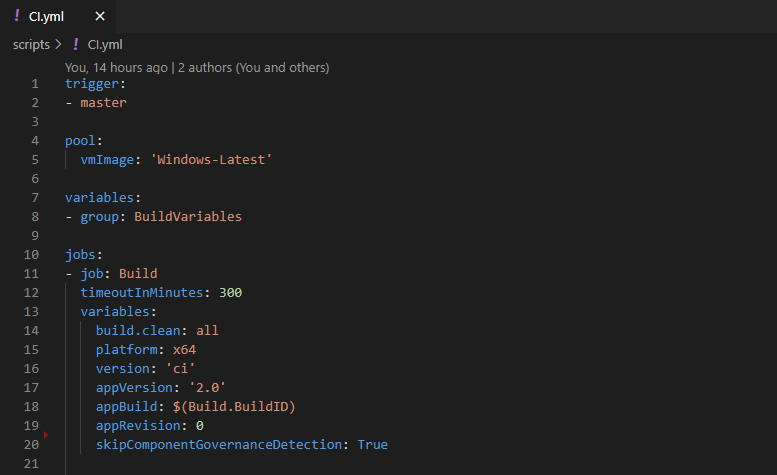 ! CI.yml ×
scripts > ! CI.yml
You, 14 hours ago | 2 authors (You and others)
1 trigger:
2 - master
3
4 pool:
5   vmImage: 'Windows-Latest'
6
7 variables:
8 - group: BuildVariables
9
10 jobs:
11 - job: Build
12   timeoutInMinutes: 300
13   variables:
14     build.clean: all
15     platform: x64
16     version: 'ci'
17     appVersion: '2.0'
18     appBuild: $(Build.BuildID)
19     appRevision: 0
20     skipComponentGovernanceDetection: True
21